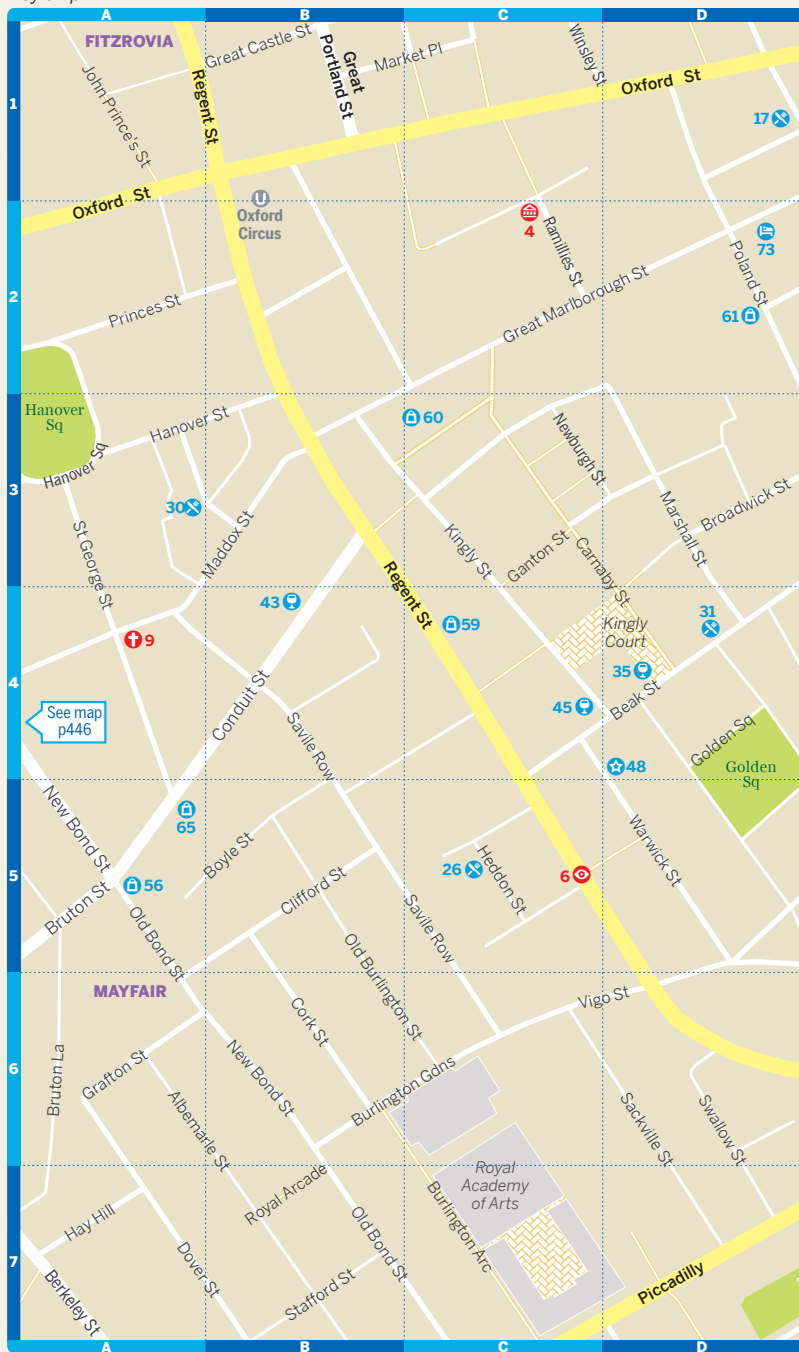 A
B
C
D
FITZROVIA
Great Castle St
Great
Portland St
Market Pl
Winsley St
John Prince's St
Regent St
1
Oxford St
17
Oxford St
U
Oxford
Circus
4
Ramillies St
73
Poland St
2
Princes St
Great Marlborough St
61
Hanover
Sq
Hanover St
60
Newburgh St
Hanover Sq
3
30
Maddox St
Marshall St
Broadwick St
St George St
Kingly St
Ganton St
Carnaby St
Regent St
43
59
Kingly
Court
31
9
35
4
See map
p446
Conduit St
Savile Row
45
Beak St
Golden Sq
48
Golden
Sq
New Bond St
65
Boyle St
Warwick St
56
26
Heddon St
6
5
Bruton St
Clifford St
Old Bond St
Savile Row
Old Burlington St
MAYFAIR
Cork St
Vigo St
6
Bruton La
Grafton St
New Bond St
Burlington Gdns
Albemarle St
Sackville St
Swallow St
Royal
Academy
of Arts
Royal Arcade
Burlington Arc
Hay Hill
Old Bond St
7
Dover St
Piccadilly
Berkeley St
Stafford St
A
B
C
D